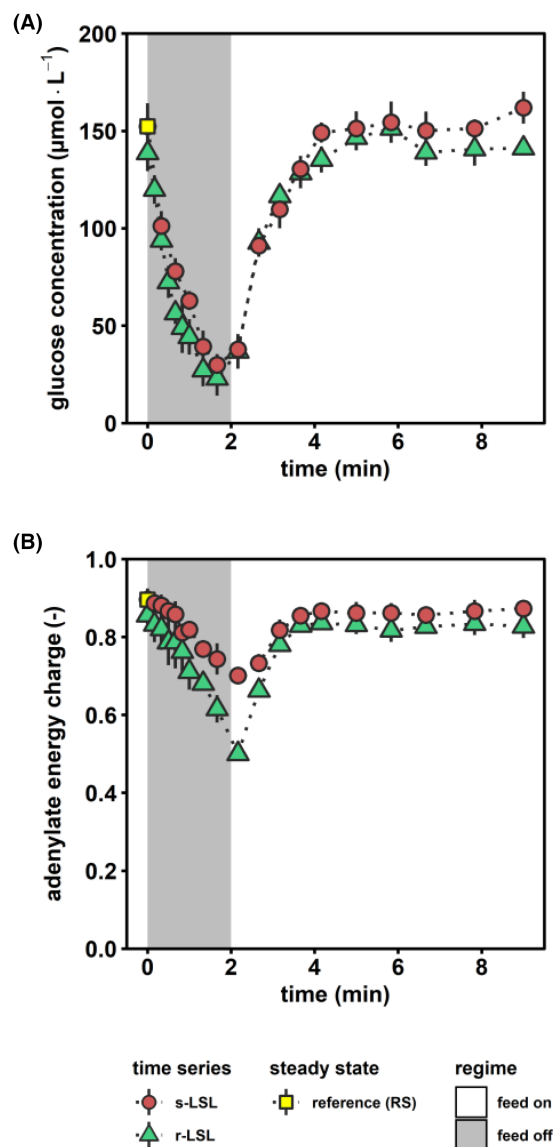 (A)
glucose concentration (µmol · L⁻¹)
200
150
100
50
0
0 2 4 6 8
time (min)
(B)
adenylate energy charge (-)
1.0
0.8
0.6
0.4
0.2
0.0
0 2 4 6 8
time (min)
time series steady state regime
s-LSL reference (RS) feed on
r-LSL feed off